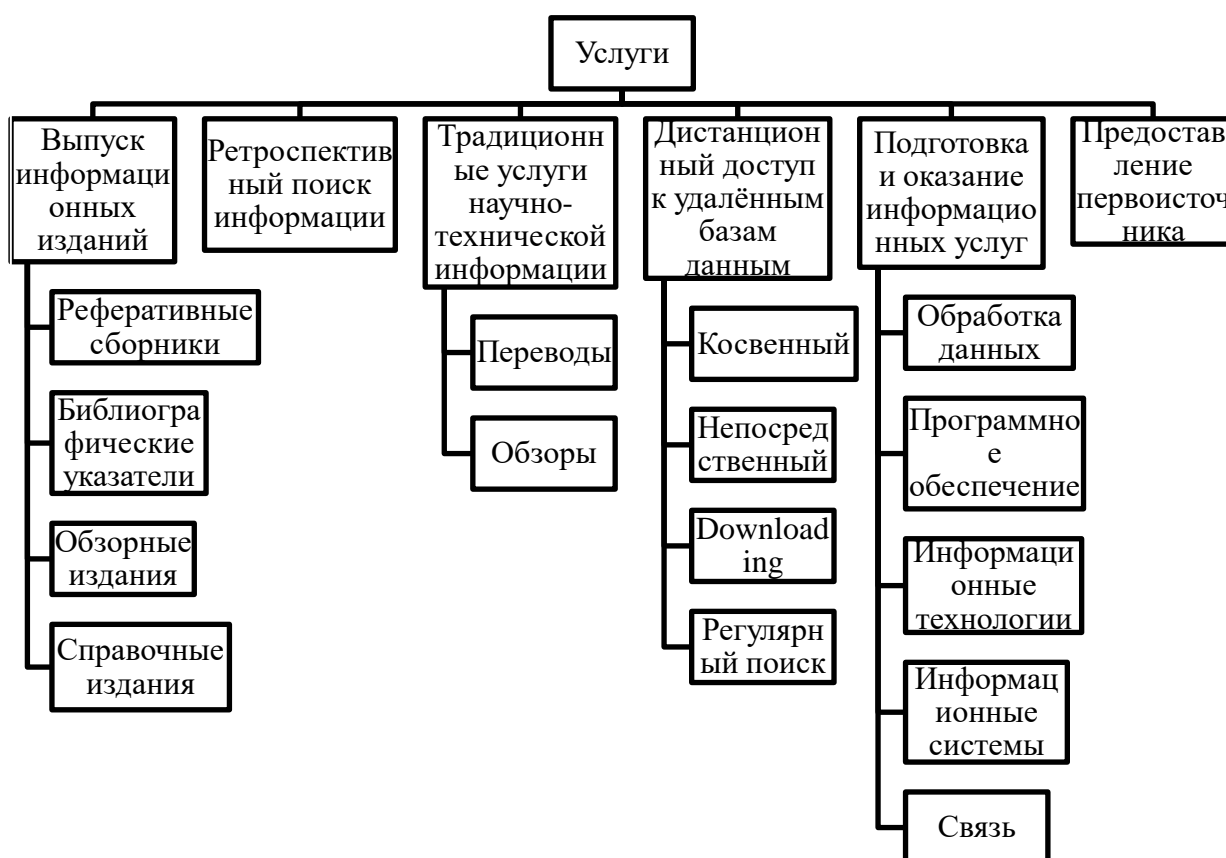 Услуги
Выпуск
информаци
онных
изданий
Реферативные
сборники
Библиогра
фические
указатели
Обзорные
издания
Справочные
издания
Ретроспектив
ный поиск
информации
Традиционн
ые услуги
научно-
технической
информации
Переводы
Обзоры
Дистанцион
ный доступ
к удалённым
базам
данным
Косвенный
Непосред
ственный
Download
ing
Регулярн
ый поиск
Подготовка
и оказание
информацио
нных услуг
Обработка
данных
Программно
е
обеспечение
Информаци
онные
технологии
Информац
ионные
системы
Связь
Предостав
ление
первоисточ
ника